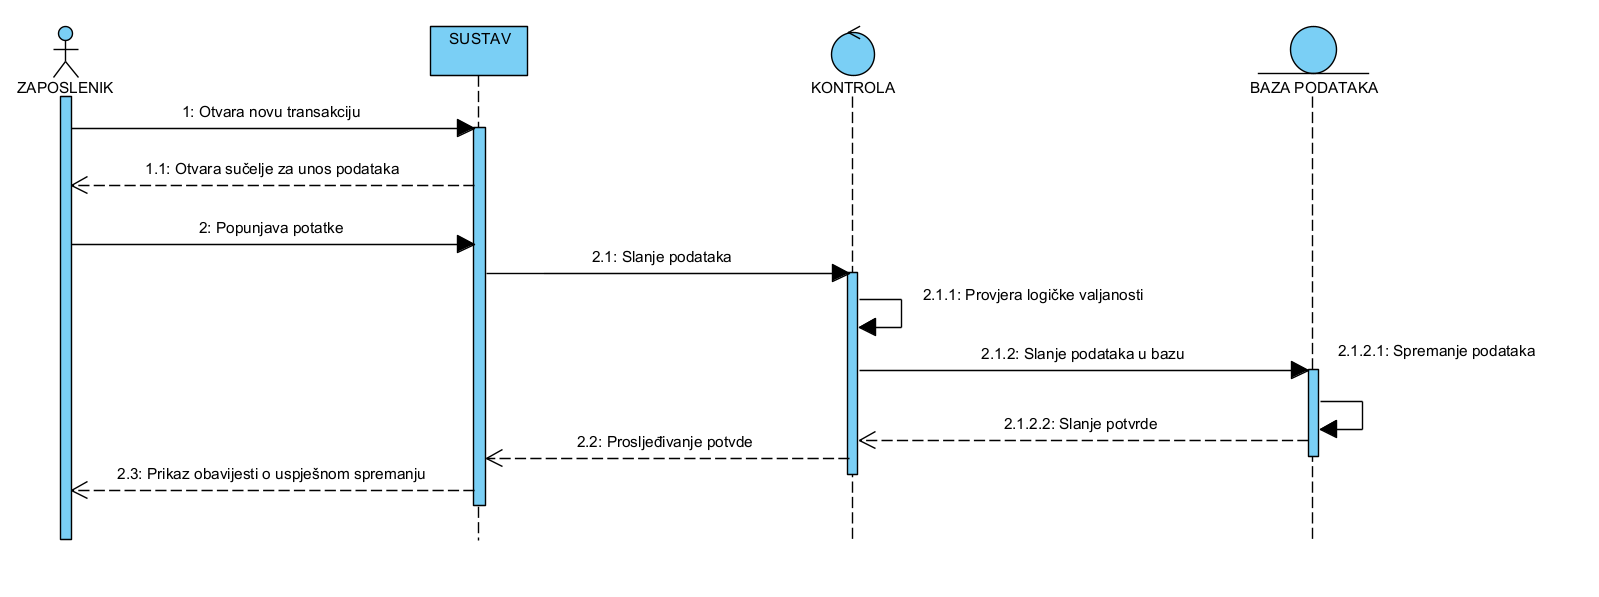 SUSTAV
ZAPOSLENIK
KONTROLA
BAZA PODATAKA
1: Otvara novu transakciju
1.1: Otvara sučelje za unos podataka
2: Popunjava potatke
2.1: Slanje podataka
2.1.1: Provjera logičke valjanosti
2.1.2: Slanje podataka u bazu
2.1.2.1: Spremanje podataka
2.1.2.2: Slanje potvrde
2.2: Prosljeđivanje potvde
2.3: Prikaz obavijesti o uspješnom spremanju